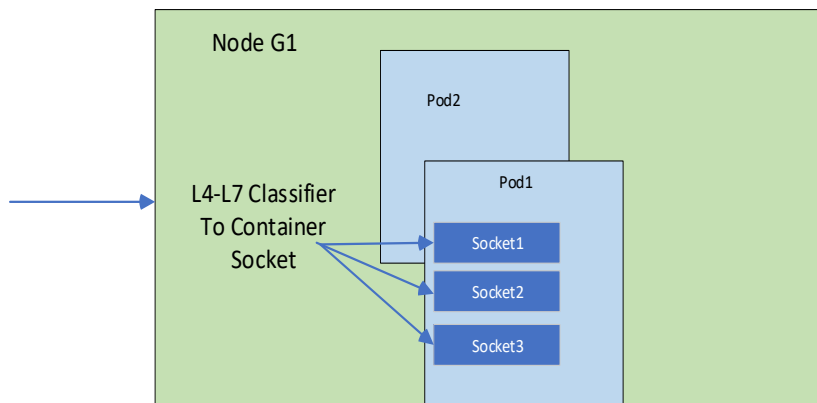 Node G1
Pod2
Pod1
L4-L7 Classifier
To Container
Socket
Socket1
Socket2
Socket3